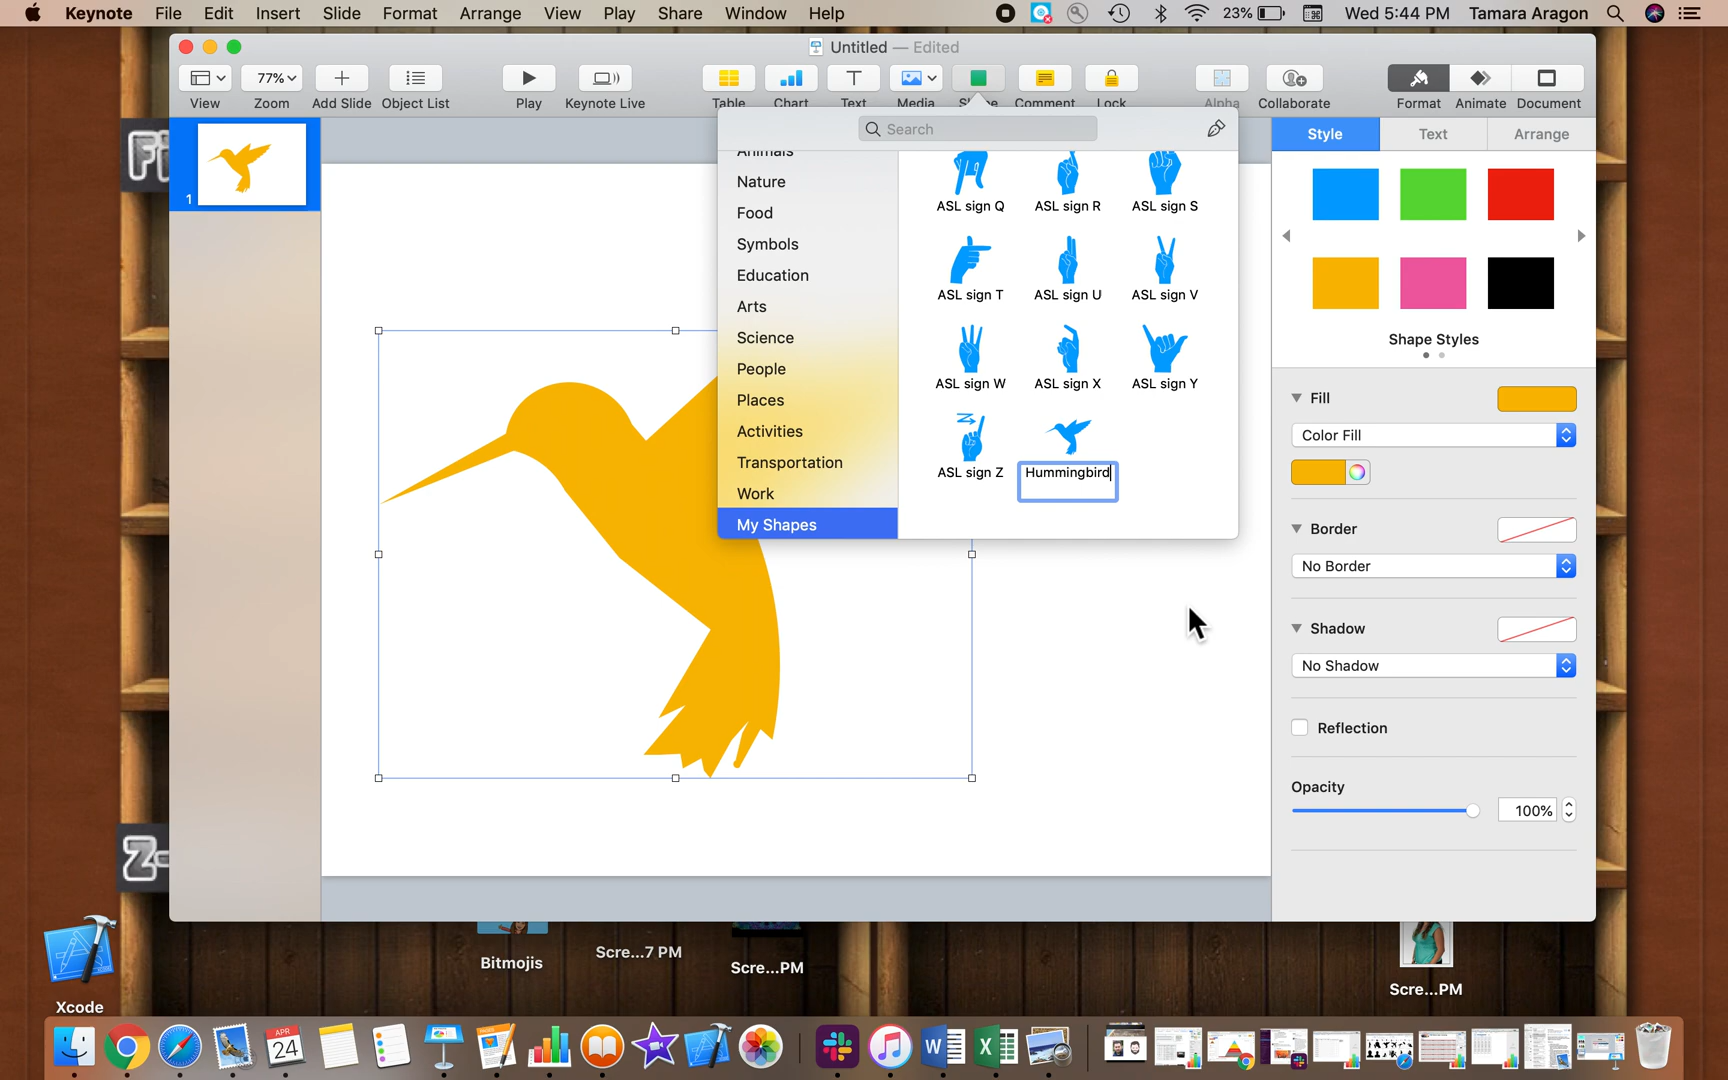 Keynote File Edit Insert Slide Format Arrange View Play Share Window Help 23% Wed 5:44 PM Tamara Aragon
Untitled — Edited
77%
View Zoom Add Slide Object List Play Keynote Live Table Chart Text Media Shape Comment Lock Alpha Collaborate Format Animate Document
Search
Style Text Arrange
1
Animals
Nature
Food
Symbols
Education
Arts
Science
People
Places
Activities
Transportation
Work
My Shapes
ASL sign Q ASL sign R ASL sign S
ASL sign T ASL sign U ASL sign V
ASL sign W ASL sign X ASL sign Y
Z
ASL sign Z Hummingbird
Shape Styles
Fill
Color Fill
Border
No Border
Shadow
No Shadow
Reflection
Opacity
100%
Fi
Z-
Xcode
Bitmojis
Scre...7 PM
Scre...PM
Scre...PM
APR
24
PAGES
W
X